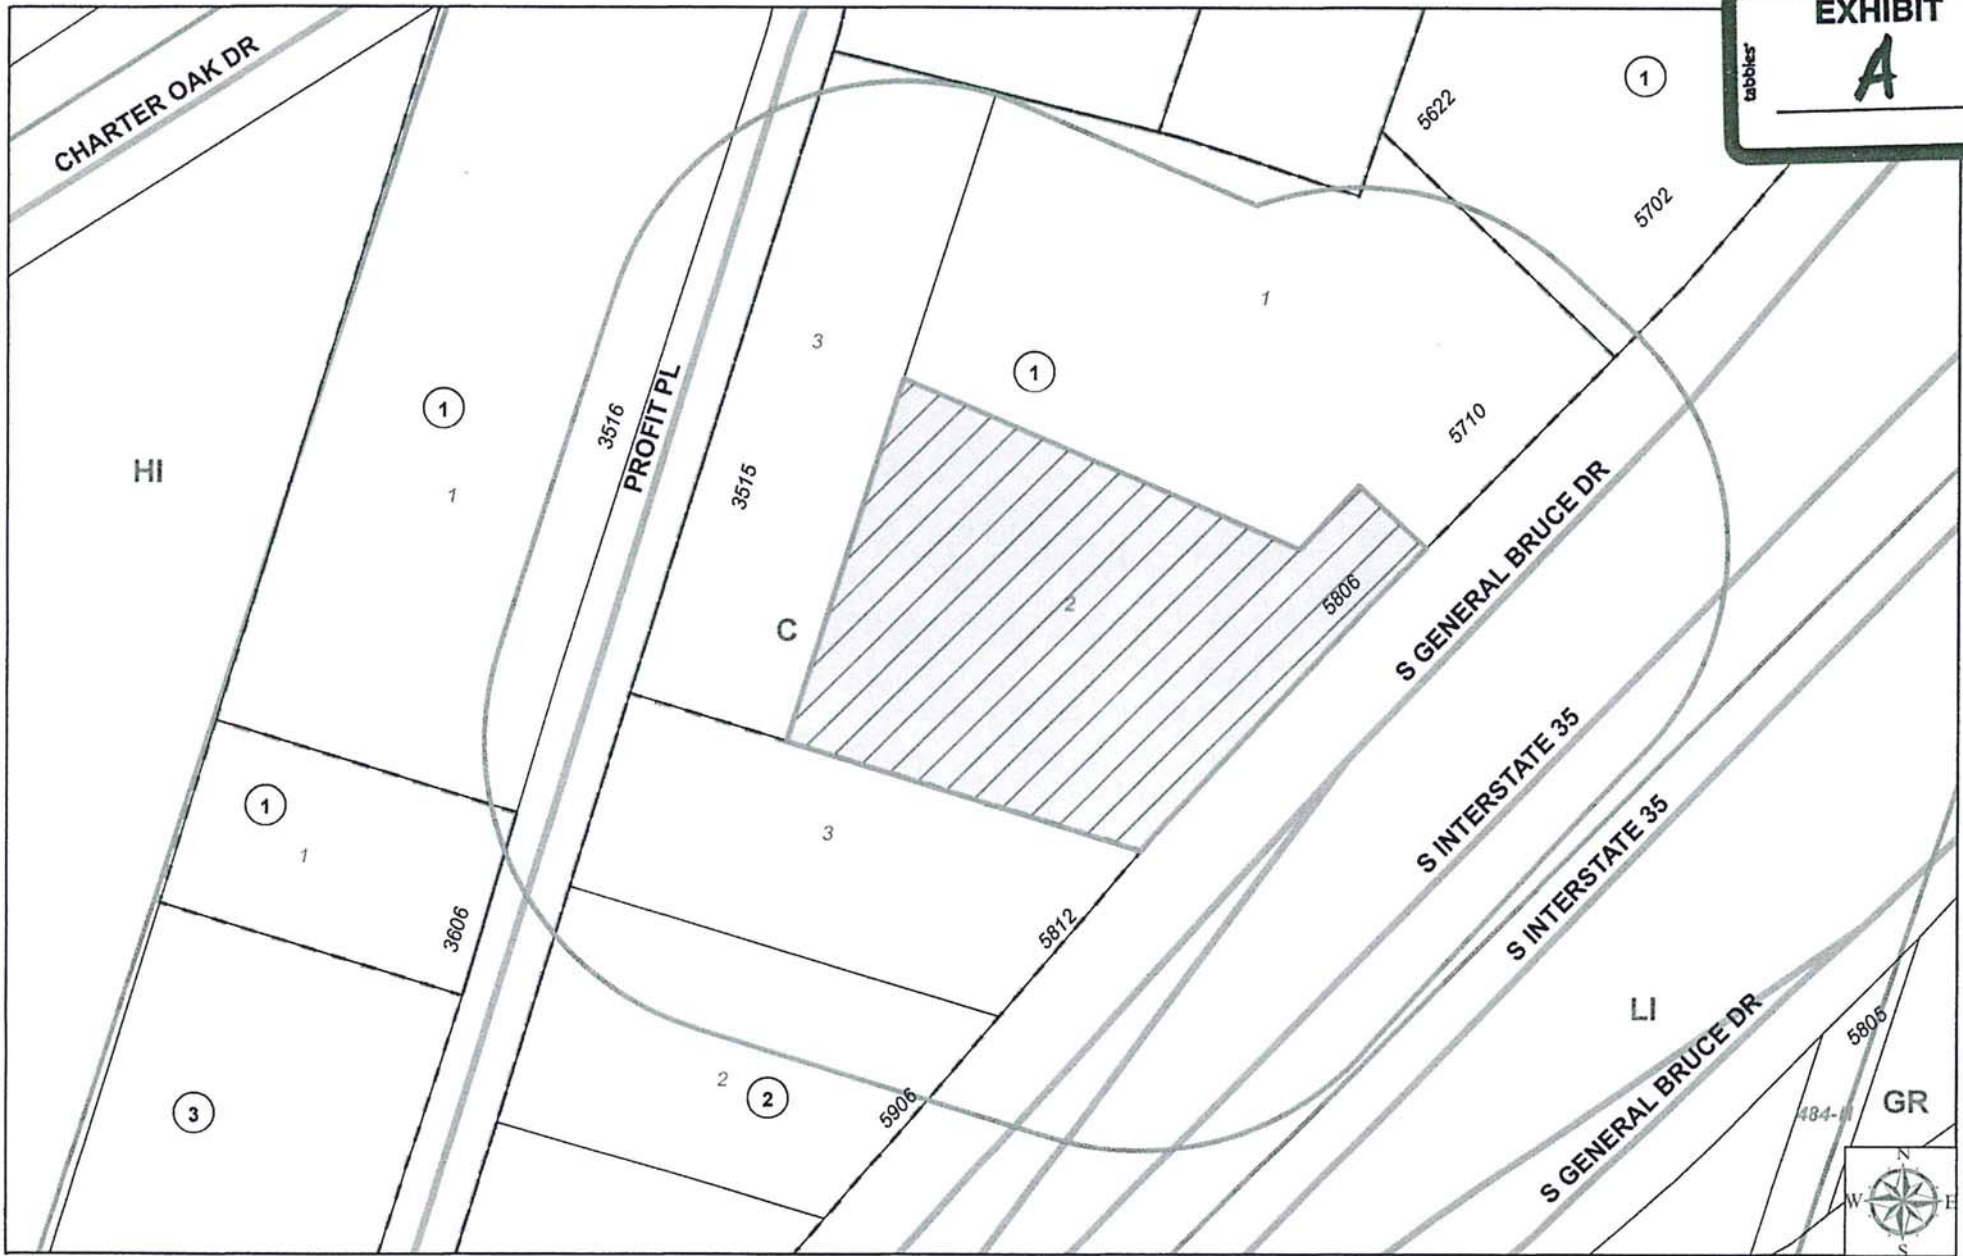 EXHIBIT
tabbies®
A
CHARTER OAK DR
1
5622
5702
1
3
1
1
3516
PROFIT PL
5710
HI
1
3515
S GENERAL BRUCE DR
2
5806
C
S INTERSTATE 35
1
1
3
S INTERSTATE 35
3606
5812
LI
5805
S GENERAL BRUCE DR
2
2
5906
3
484-
GR
N
W
E
S